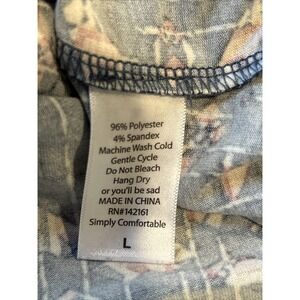 96% Polyester
4% Spandex
Machine Wash Cold
Gentle Cycle
Do Not Bleach
Hang Dry
or you'll be sad
MADE IN CHINA
RN#142161
Simply Comfortable
L